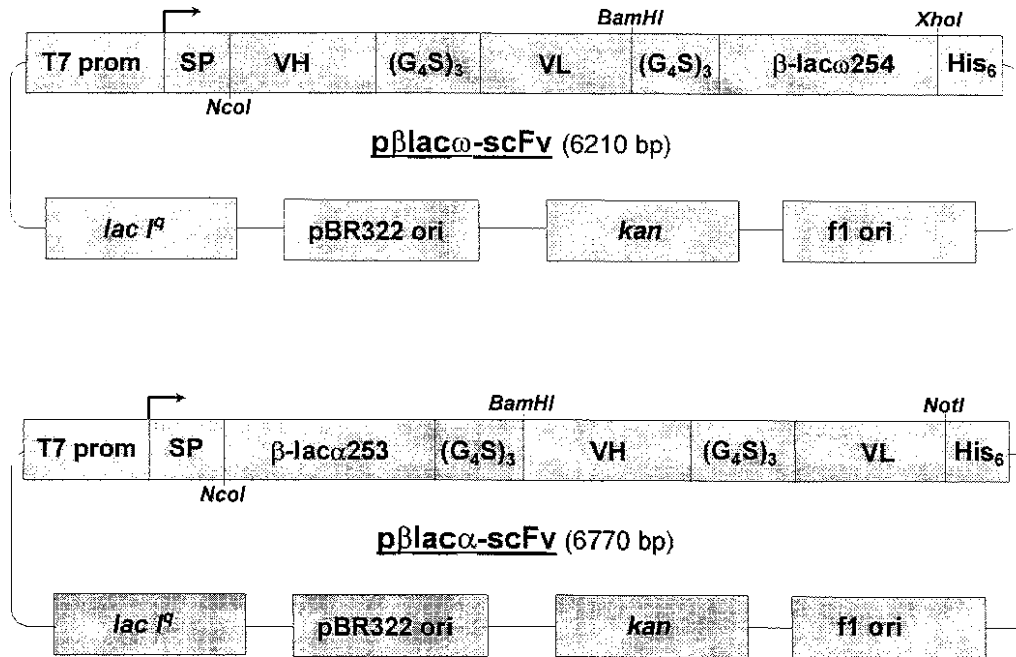 BamHI XhoI
T7 prom SP VH (G₄S)₃ VL (G₄S)₃ β-lacω254 His₆
NcoI
pβlacω-scFv (6210 bp)
lac Iq pBR322 ori kan f1 ori
BamHI NotI
T7 prom SP β-lacα253 (G₄S)₃ VH (G₄S)₃ VL His₆
NcoI
pβlacα-scFv (6770 bp)
lac Iq pBR322 ori kan f1 ori